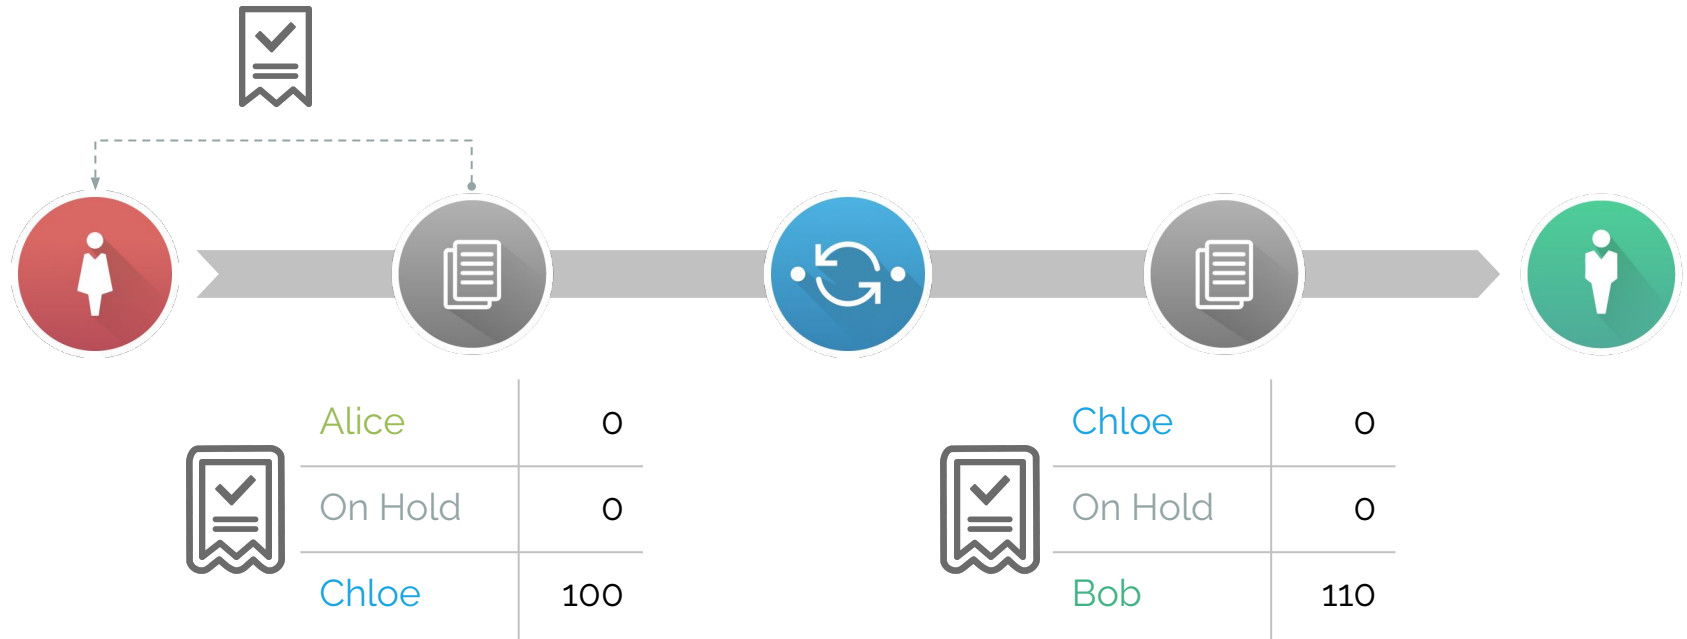 Alice 0
On Hold 0
Chloe 100
Chloe 0
On Hold 0
Bob 110